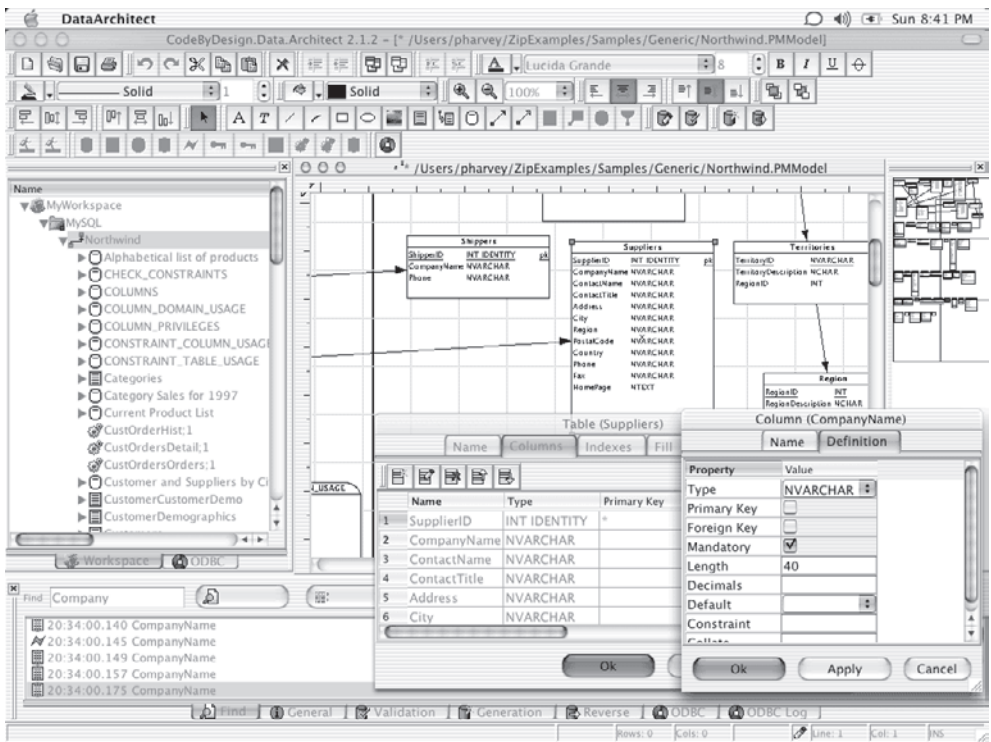 DataArchitect
Sun 8:41 PM
CodeByDesign.Data.Architect 2.1.2 – [* /Users/pharvey/ZipExamples/Samples/Generic/Northwind.PMModel]
Lucida Grande 8 B I U
Solid 1 Solid 100%
A T
Name
MyWorkspace
MySQL
Northwind
Alphabetical list of products
CHECK_CONSTRAINTS
COLUMNS
COLUMN_DOMAIN_USAGE
COLUMN_PRIVILEGES
CONSTRAINT_COLUMN_USAGE
CONSTRAINT_TABLE_USAGE
Categories
Category Sales for 1997
Current Product List
CustOrderHist;1
CustOrdersDetail;1
CustOrdersOrders;1
Customer and Suppliers by Ci
CustomerCustomerDemo
CustomerDemographics
Workspace ODBC
* /Users/pharvey/ZipExamples/Samples/Generic/Northwind.PMModel
Shippers
ShipperID INT IDENTITY pk
CompanyName NVARCHAR
Phone NVARCHAR
Suppliers
SupplierID INT IDENTITY pk
CompanyName NVARCHAR
ContactName NVARCHAR
ContactTitle NVARCHAR
Address NVARCHAR
City NVARCHAR
Region NVARCHAR
PostalCode NVARCHAR
Country NVARCHAR
Phone NVARCHAR
Fax NVARCHAR
HomePage NTEXT
Territories
TerritoryID NVARCHAR
TerritoryDescription NCHAR
RegionID INT
Region
RegionID INT
RegionDescription NCHAR
_USAGE
Table (Suppliers)
Name Columns Indexes Fill
Name Type Primary Key
1 SupplierID INT IDENTITY *
2 CompanyName NVARCHAR
3 ContactName NVARCHAR
4 ContactTitle NVARCHAR
5 Address NVARCHAR
6 City NVARCHAR
Ok
Column (CompanyName)
Name Definition
Property Value
Type NVARCHAR
Primary Key
Foreign Key
Mandatory
Length 40
Decimals
Default
Constraint
Collate
Ok Apply Cancel
Find Company
20:34:00.140 CompanyName
20:34:00.145 CompanyName
20:34:00.149 CompanyName
20:34:00.157 CompanyName
20:34:00.175 CompanyName
Find General Validation Generation Reverse ODBC ODBC Log
Rows: 0 Cols: 0 Line: 1 Col: 1 INS